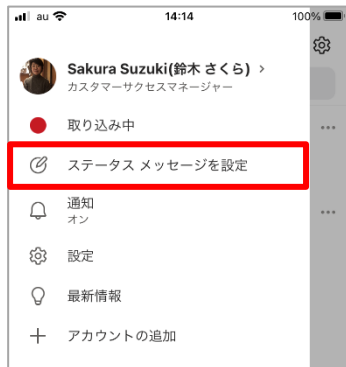 au 14:14 100%
Sakura Suzuki(鈴木 さくら)
カスタマーサクセスマネージャー
取り込み中
ステータス メッセージを設定
通知
オン
設定
最新情報
アカウントの追加